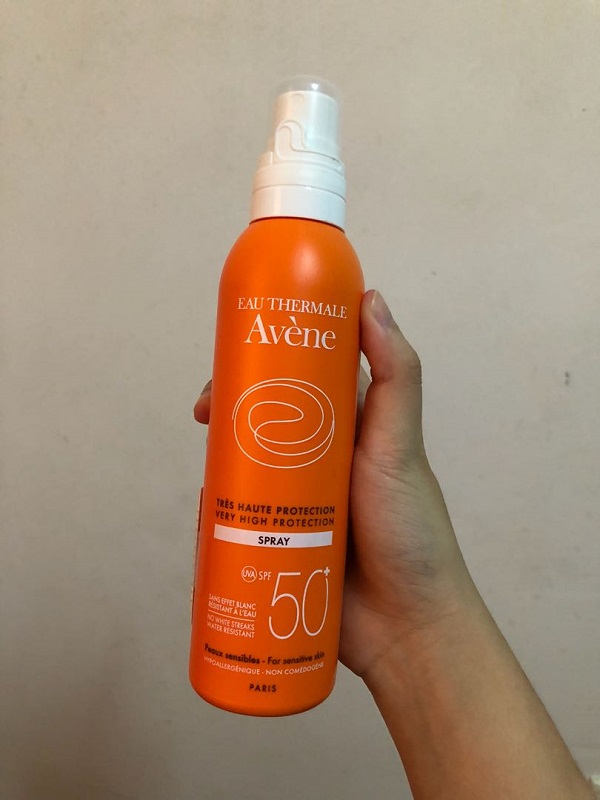 EAU THERMALE
Avène
TRÈS HAUTE PROTECTION
VERY HIGH PROTECTION
SPRAY
UVA SPF 50+
SANS EFFET BLANC
RÉSISTANT À L'EAU
NO WHITE STREAKS
WATER RESISTANT
Peaux sensibles - For sensitive skin
HYPOALLERGÉNIQUE - NON COMÉDOGÈNE
PARIS